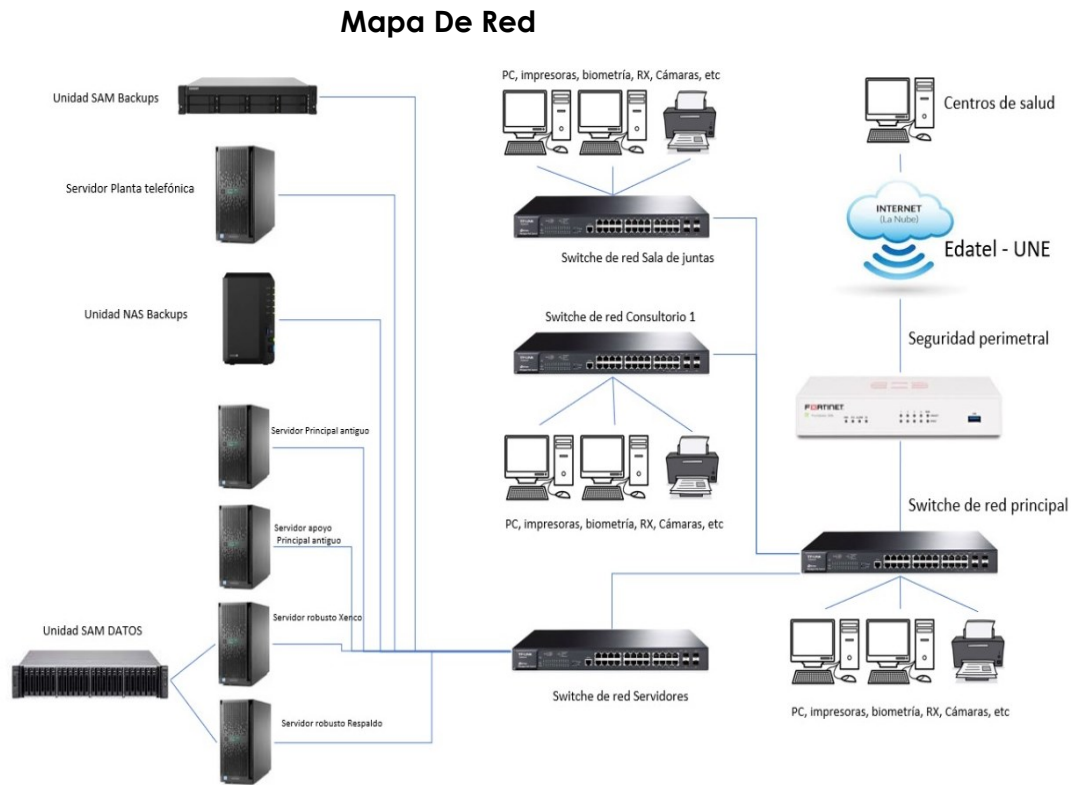 Mapa De Red
PC, impresoras, biometría, RX, Cámaras, etc
Unidad SAM Backups
Centros de salud
Servidor Planta telefónica
INTERNET
(La Nube)
Switche de red Sala de juntas
Edatel - UNE
Unidad NAS Backups
Switche de red Consultorio 1
Seguridad perimetral
FORTINET
Servidor Principal antiguo
Switche de red principal
PC, impresoras, biometría, RX, Cámaras, etc
Servidor apoyo
Principal antiguo
Servidor robusto Xenco
Unidad SAM DATOS
Switche de red Servidores
PC, impresoras, biometría, RX, Cámaras, etc
Servidor robusto Respaldo